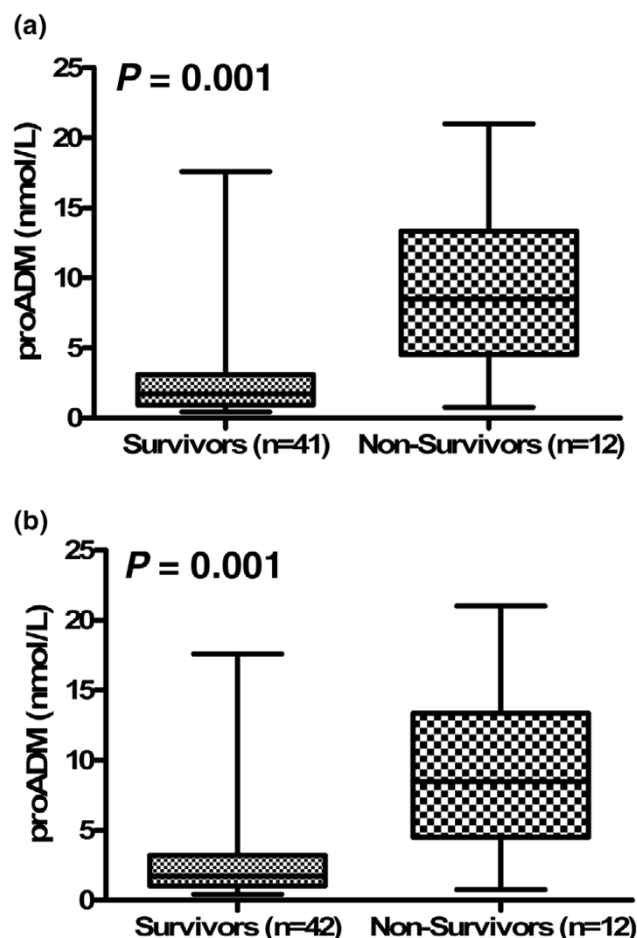 (a)
P = 0.001
proADM (nmol/L)
25
20
15
10
5
0
Survivors (n=41) Non-Survivors (n=12)
(b)
P = 0.001
proADM (nmol/L)
25
20
15
10
5
0
Survivors (n=42) Non-Survivors (n=12)